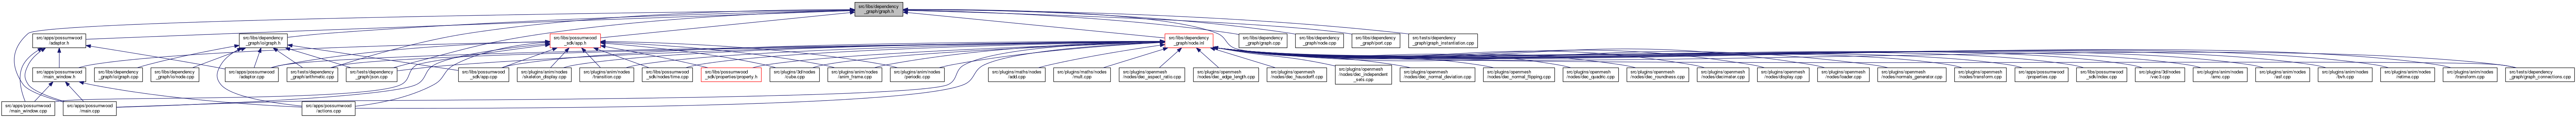 src/libs/dependency
_graph/graph.h
src/apps/possumwood
/adaptor.h
src/libs/dependency
_graph/io/graph.h
src/libs/possumwood
_sdk/app.h
src/libs/dependency
_graph/node.inl
src/libs/dependency
_graph/graph.cpp
src/libs/dependency
_graph/node.cpp
src/libs/dependency
_graph/port.cpp
src/tests/dependency
_graph/graph_instantiation.cpp
src/apps/possumwood
/main_window.h
src/libs/dependency
_graph/io/graph.cpp
src/libs/dependency
_graph/io/node.cpp
src/apps/possumwood
/adaptor.cpp
src/tests/dependency
_graph/arithmetic.cpp
src/tests/dependency
_graph/json.cpp
src/libs/possumwood
_sdk/app.cpp
src/plugins/anim/nodes
/skeleton_display.cpp
src/plugins/anim/nodes
/transition.cpp
src/libs/possumwood
_sdk/nodes/time.cpp
src/libs/possumwood
_sdk/properties/property.h
src/plugins/3d/nodes
/cube.cpp
src/plugins/anim/nodes
/anim_frame.cpp
src/plugins/anim/nodes
/periodic.cpp
src/plugins/maths/nodes
/add.cpp
src/plugins/maths/nodes
/mult.cpp
src/plugins/openmesh
/nodes/dec_aspect_ratio.cpp
src/plugins/openmesh
/nodes/dec_edge_length.cpp
src/plugins/openmesh
/nodes/dec_hausdorff.cpp
src/plugins/openmesh
/nodes/dec_independent
_sets.cpp
src/plugins/openmesh
/nodes/dec_normal_deviation.cpp
src/plugins/openmesh
/nodes/dec_normal_flipping.cpp
src/plugins/openmesh
/nodes/dec_quadric.cpp
src/plugins/openmesh
/nodes/dec_roundness.cpp
src/plugins/openmesh
/nodes/decimater.cpp
src/plugins/openmesh
/nodes/display.cpp
src/plugins/openmesh
/nodes/loader.cpp
src/plugins/openmesh
/nodes/normals_generator.cpp
src/plugins/openmesh
/nodes/transform.cpp
src/apps/possumwood
/properties.cpp
src/libs/possumwood
_sdk/index.cpp
src/plugins/3d/nodes
/vec3.cpp
src/plugins/anim/nodes
/amc.cpp
src/plugins/anim/nodes
/asf.cpp
src/plugins/anim/nodes
/bvh.cpp
src/plugins/anim/nodes
/retime.cpp
src/plugins/anim/nodes
/transform.cpp
src/tests/dependency
_graph/graph_connections.cpp
src/apps/possumwood
/main_window.cpp
src/apps/possumwood
/main.cpp
src/apps/possumwood
/actions.cpp